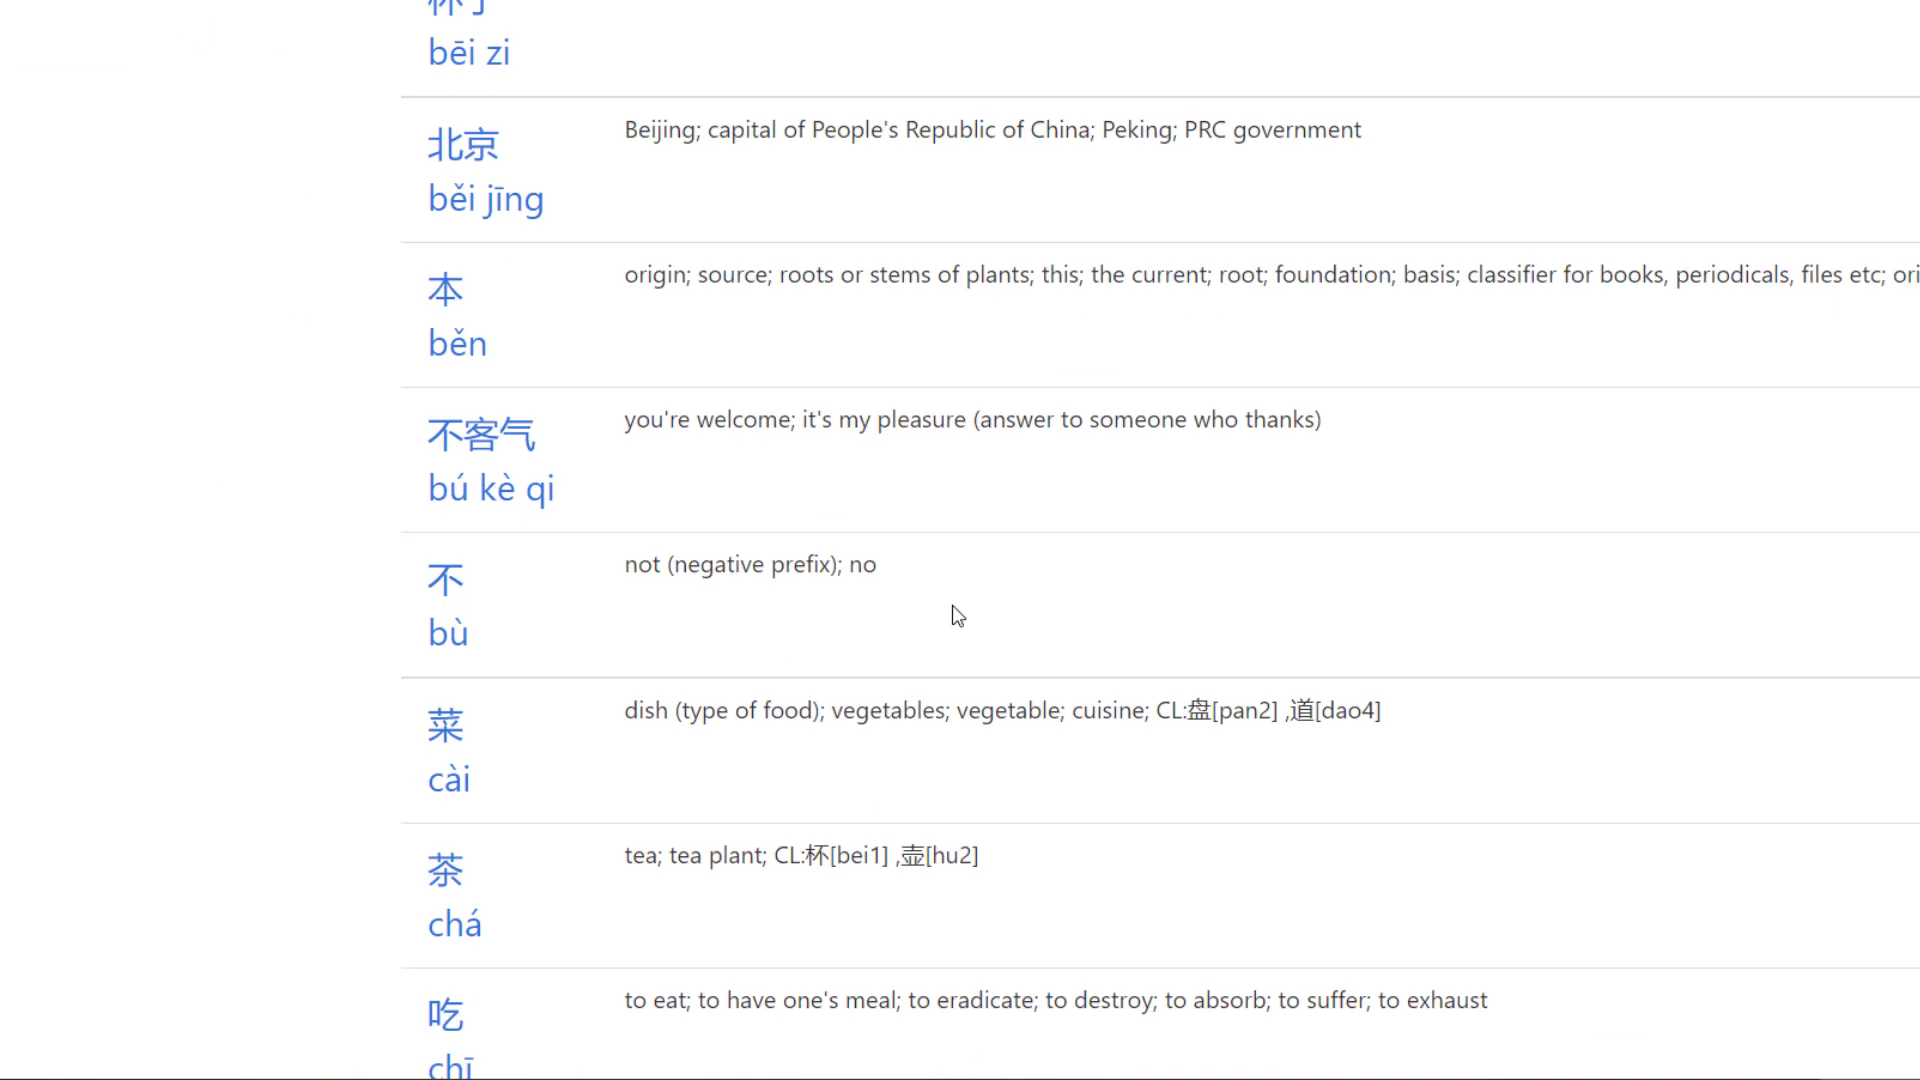 bēi zi
北京
Beijing; capital of People's Republic of China; Peking; PRC government
běi jīng
本
origin; source; roots or stems of plants; this; the current; root; foundation; basis; classifier for books, periodicals, files etc; ori
běn
不客气
you're welcome; it's my pleasure (answer to someone who thanks)
bú kè qi
不
not (negative prefix); no
bù
菜
dish (type of food); vegetables; vegetable; cuisine; CL:盘[pan2] ,道[dao4]
cài
茶
tea; tea plant; CL:杯[bei1] ,壶[hu2]
chá
吃
to eat; to have one's meal; to eradicate; to destroy; to absorb; to suffer; to exhaust
chī